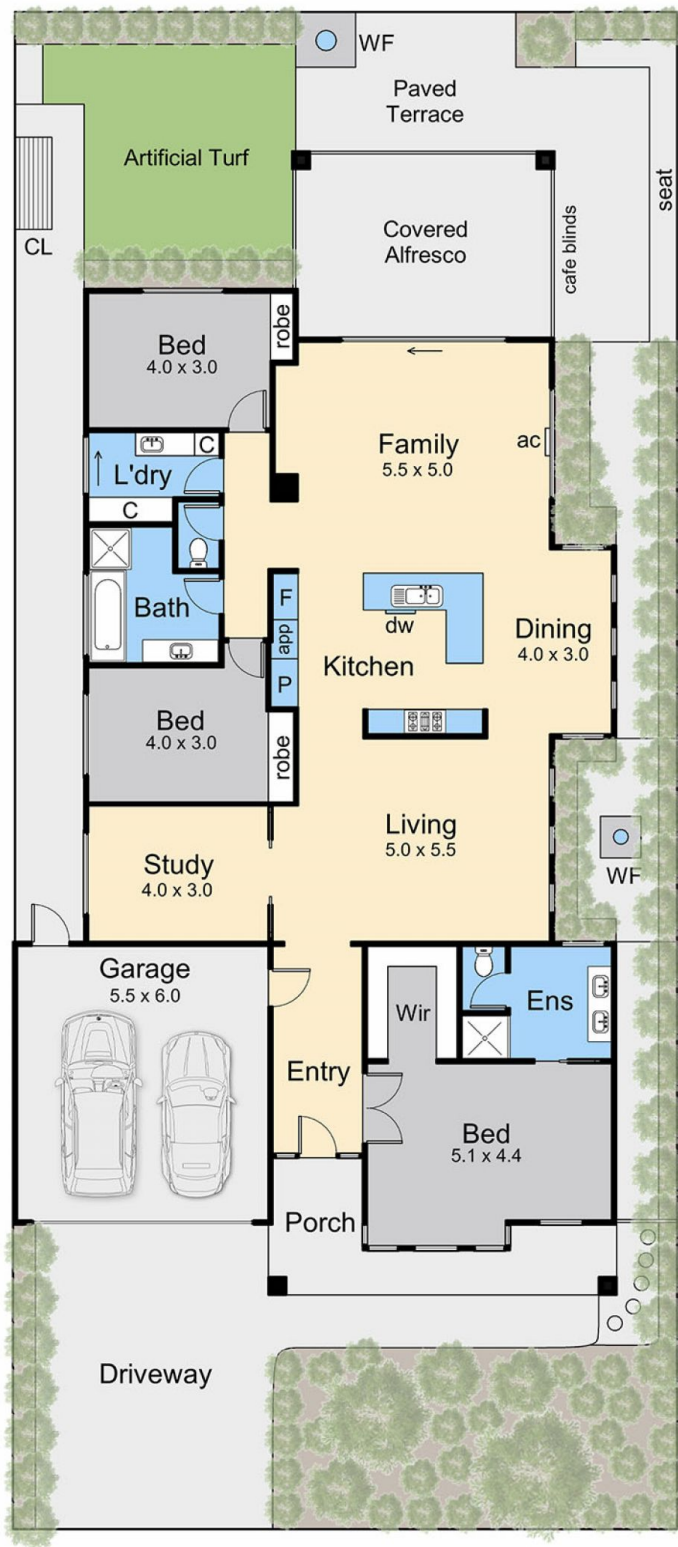 WF
Paved
Terrace
Artificial Turf
seat
CL
Covered
Alfresco
cafe blinds
Bed
4.0 x 3.0
robe
Family
5.5 x 5.0
ac
C
L'dry
C
Bath
F
app
P
dw
Kitchen
Dining
4.0 x 3.0
Bed
4.0 x 3.0
robe
Living
5.0 x 5.5
Study
4.0 x 3.0
WF
Garage
5.5 x 6.0
Wir
Ens
Entry
Bed
5.1 x 4.4
Porch
Driveway